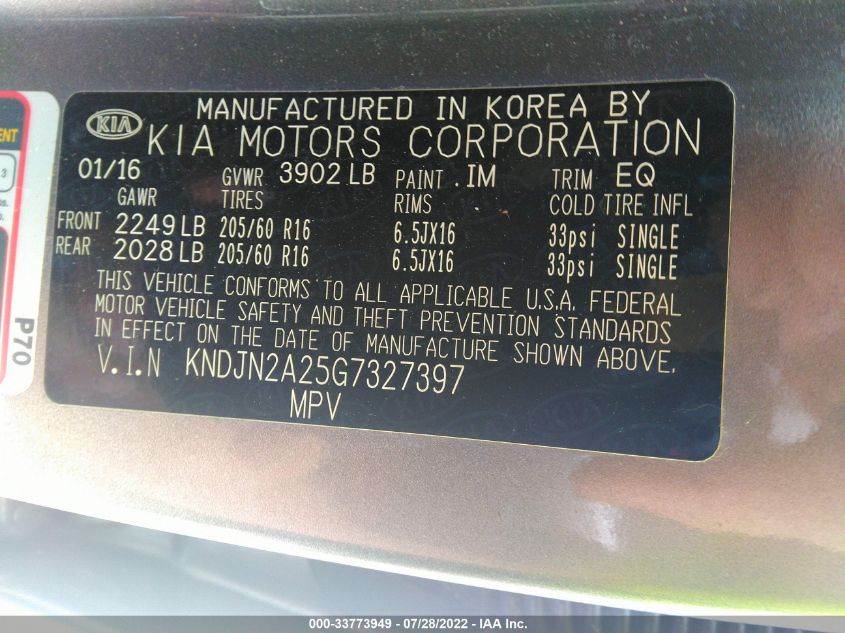 KIA
MANUFACTURED IN KOREA BY
KIA MOTORS CORPORATION
01/16 GVWR 3902 LB PAINT .IM TRIM EQ
GAWR TIRES RIMS COLD TIRE INFL
FRONT 2249 LB 205/60 R16 6.5JX16 33psi SINGLE
REAR 2028 LB 205/60 R16 6.5JX16 33psi SINGLE
THIS VEHICLE CONFORMS TO ALL APPLICABLE U.S.A. FEDERAL
MOTOR VEHICLE SAFETY AND THEFT PREVENTION STANDARDS
IN EFFECT ON THE DATE OF MANUFACTURE SHOWN ABOVE.
V.I.N KNDJN2A25G7327397
MPV
3
P70
000-33773949 - 07/28/2022 - IAA, Inc.